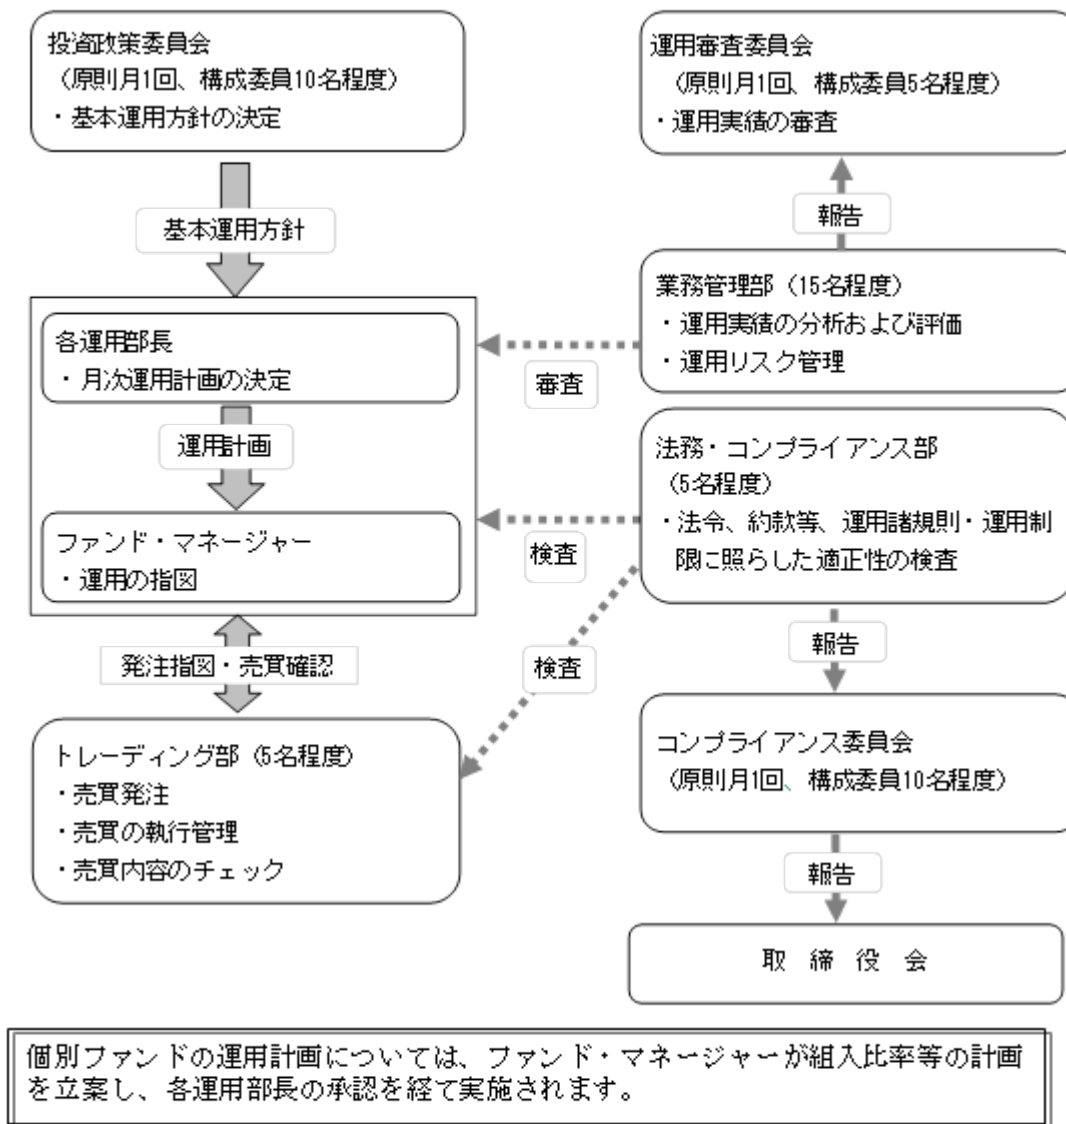 投資政策委員会
(原則月1回、構成委員10名程度)
・基本運用方針の決定
基本運用方針
各運用部長
・月次運用計画の決定
運用計画
ファンド・マネージャー
・運用の指図
発注指図・売買確認
トレーディング部(5名程度)
・売買発注
・売買の執行管理
・売買内容のチェック
運用審査委員会
(原則月1回、構成委員5名程度)
・運用実績の審査
報告
業務管理部(15名程度)
・運用実績の分析および評価
・運用リスク管理
審査
法務・コンプライアンス部
(5名程度)
・法令、約款等、運用諸規則・運用制
限に照らした適正性の検査
検査
検査
報告
コンプライアンス委員会
(原則月1回、構成委員10名程度)
報告
取 締 役 会
個別ファンドの運用計画については、ファンド・マネージャーが組入比率等の計画
を立案し、各運用部長の承認を経て実施されます。